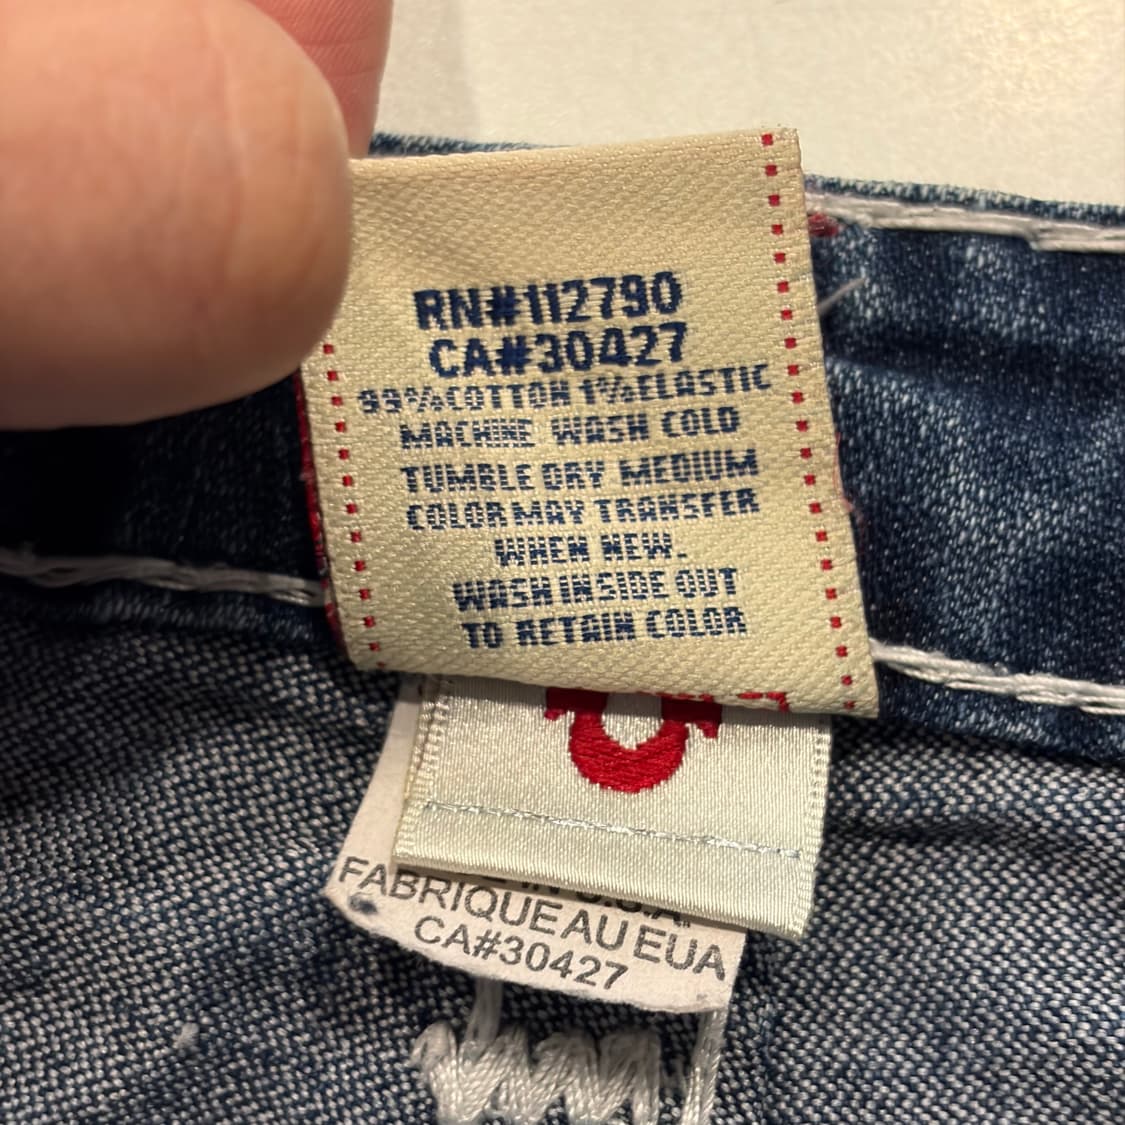 RN#112790
CA#30427
99%COTTON 1%ELASTIC
MACHINE WASH COLD
TUMBLE DRY MEDIUM
COLOR MAY TRANSFER
WHEN NEW.
WASH INSIDE OUT
TO RETAIN COLOR
IN U.S.A.
FABRIQUE AU EUA
CA#30427